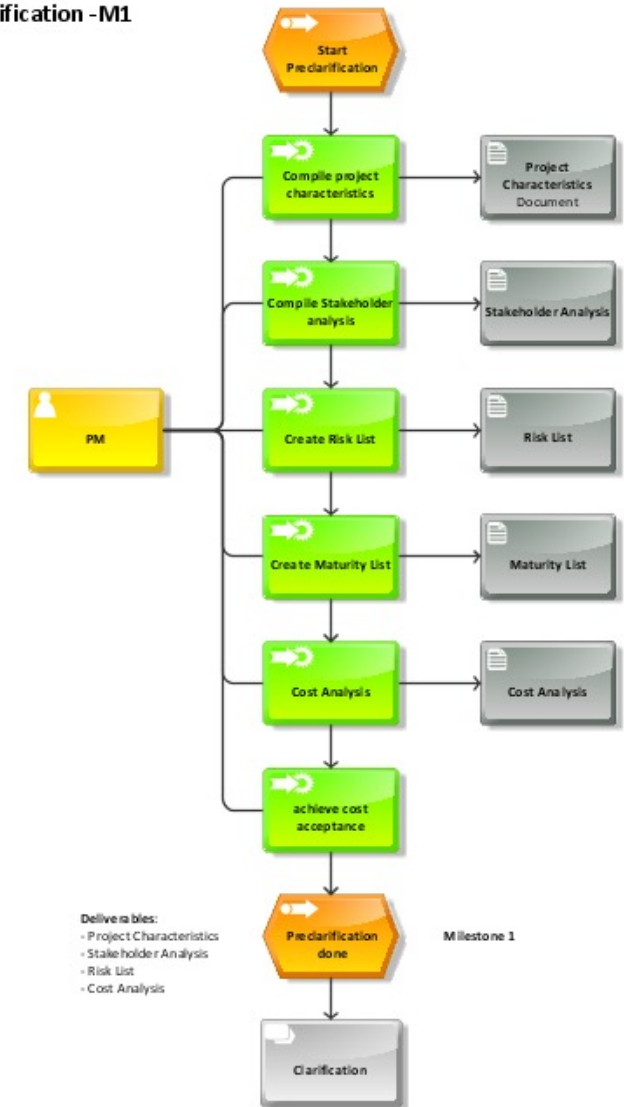 ification -M1
Start
Preclarification
Compile project
characteristics
Project
Characteristics
Document
Compile Stakeholder
analysis
Stakeholder Analysis
PM
Create Risk List
Risk List
Create Maturity List
Maturity List
Cost Analysis
Cost Analysis
achieve cost
acceptance
Deliverables:
- Project Characteristics
- Stakeholder Analysis
- Risk List
- Cost Analysis
Preclarification
done
Milestone 1
Clarification